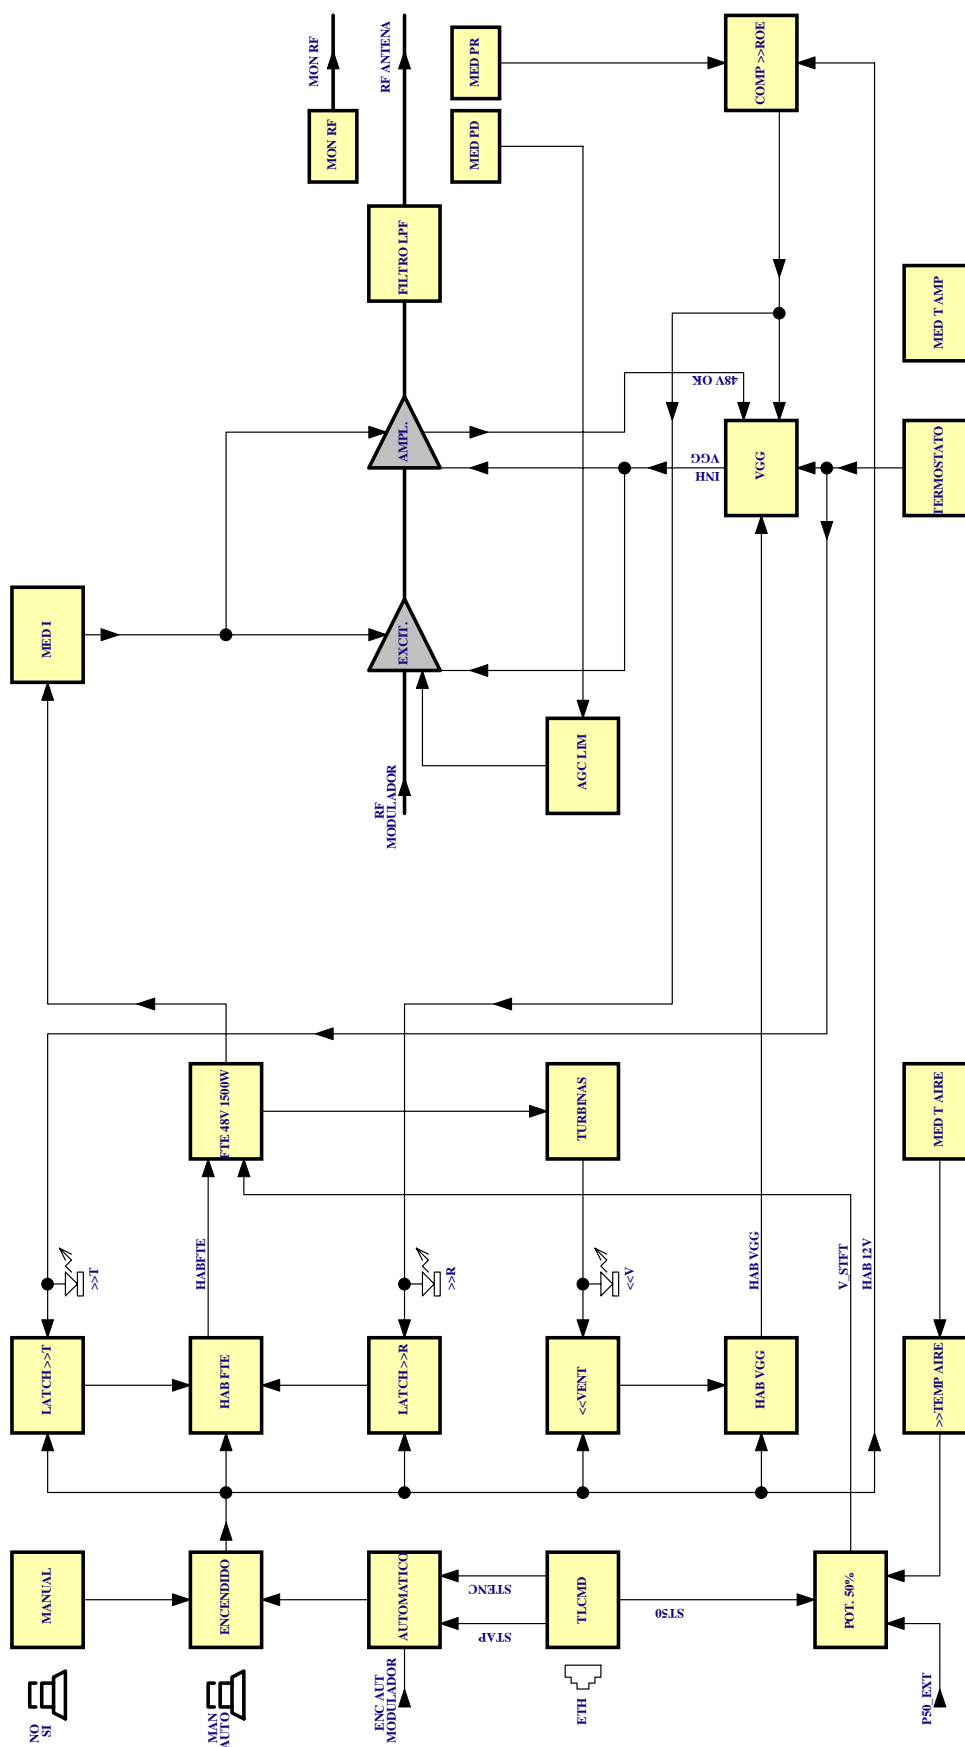 NO
SI
MAN
AUTO
ENC AUT
MODULADOR
ETH
P50_EXT
MANUAL
ENCENDIDO
AUTOMATICO
STAP
STENC
TLCMD
ST50
POT. 50%
LATCH >>T
HAB FTE
LATCH >>R
<<VENT
HAB VGG
>>TEMP AIRE
>>T
HABFTE
>>R
<<V
HAB VGG
V_STFT
HAB 12V
FTE 48V 1500W
TURBINAS
MED T AIRE
RF
MODULADOR
AGC LIM
MED I
EXCIT.
AMPL.
INH
VGG
48V OK
VGG
TERMOSTATO
MED T AMP
FILTRO LPF
MON RF
MON RF
RF ANTENA
MED PD
MED PR
COMP >>ROE